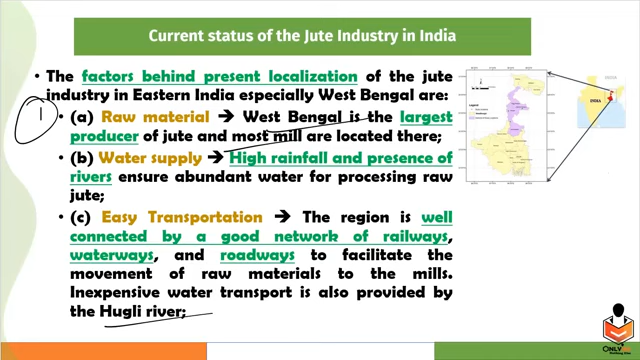 Current status of the Jute Industry in India
• The factors behind present localization of the jute
industry in Eastern India especially West Bengal are:
• (a) Raw material → West Bengal is the largest
producer of jute and most mill are located there;
• (b) Water supply → High rainfall and presence of
rivers ensure abundant water for processing raw
jute;
• (c) Easy Transportation → The region is well
connected by a good network of railways,
waterways, and roadways to facilitate the
movement of raw materials to the mills.
Inexpensive water transport is also provided by
the Hugli river;
1
INDIA